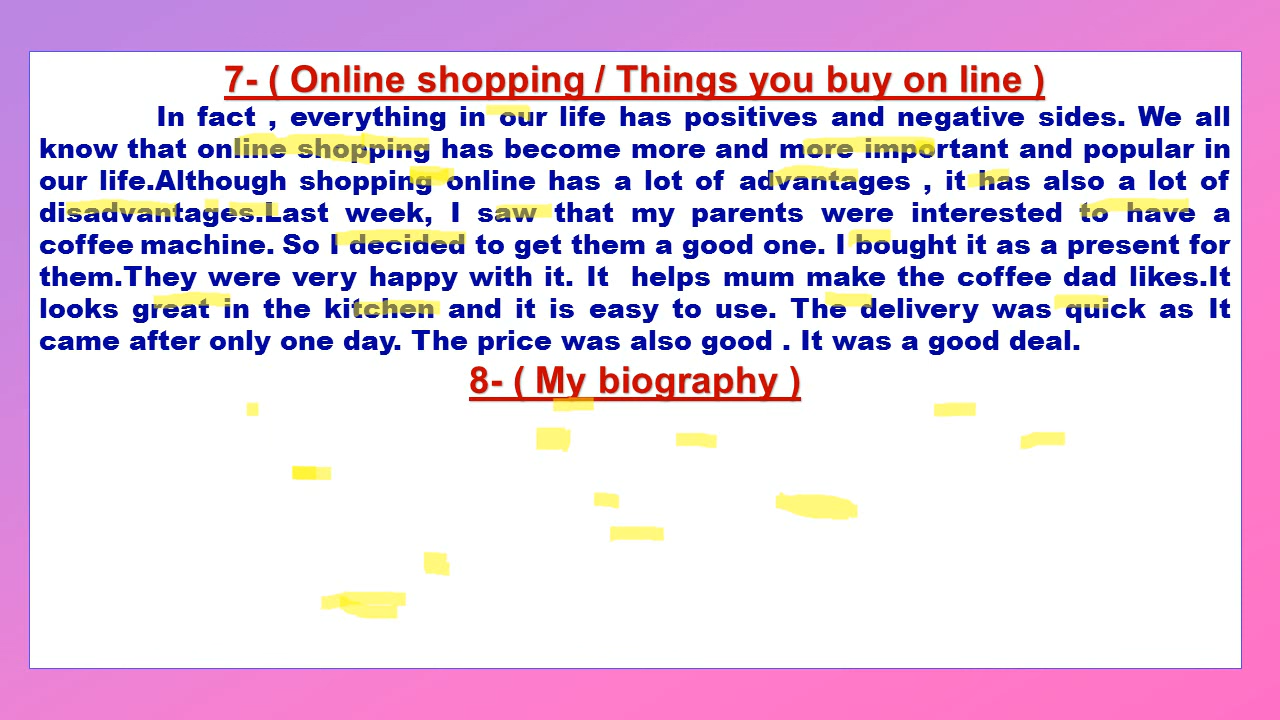 7- ( Online shopping / Things you buy on line )
In fact , everything in our life has positives and negative sides. We all
know that online shopping has become more and more important and popular in
our life.Although shopping online has a lot of advantages , it has also a lot of
disadvantages.Last week, I saw that my parents were interested to have a
coffee machine. So I decided to get them a good one. I bought it as a present for
them.They were very happy with it. It helps mum make the coffee dad likes.It
looks great in the kitchen and it is easy to use. The delivery was quick as It
came after only one day. The price was also good . It was a good deal.
8- ( My biography )